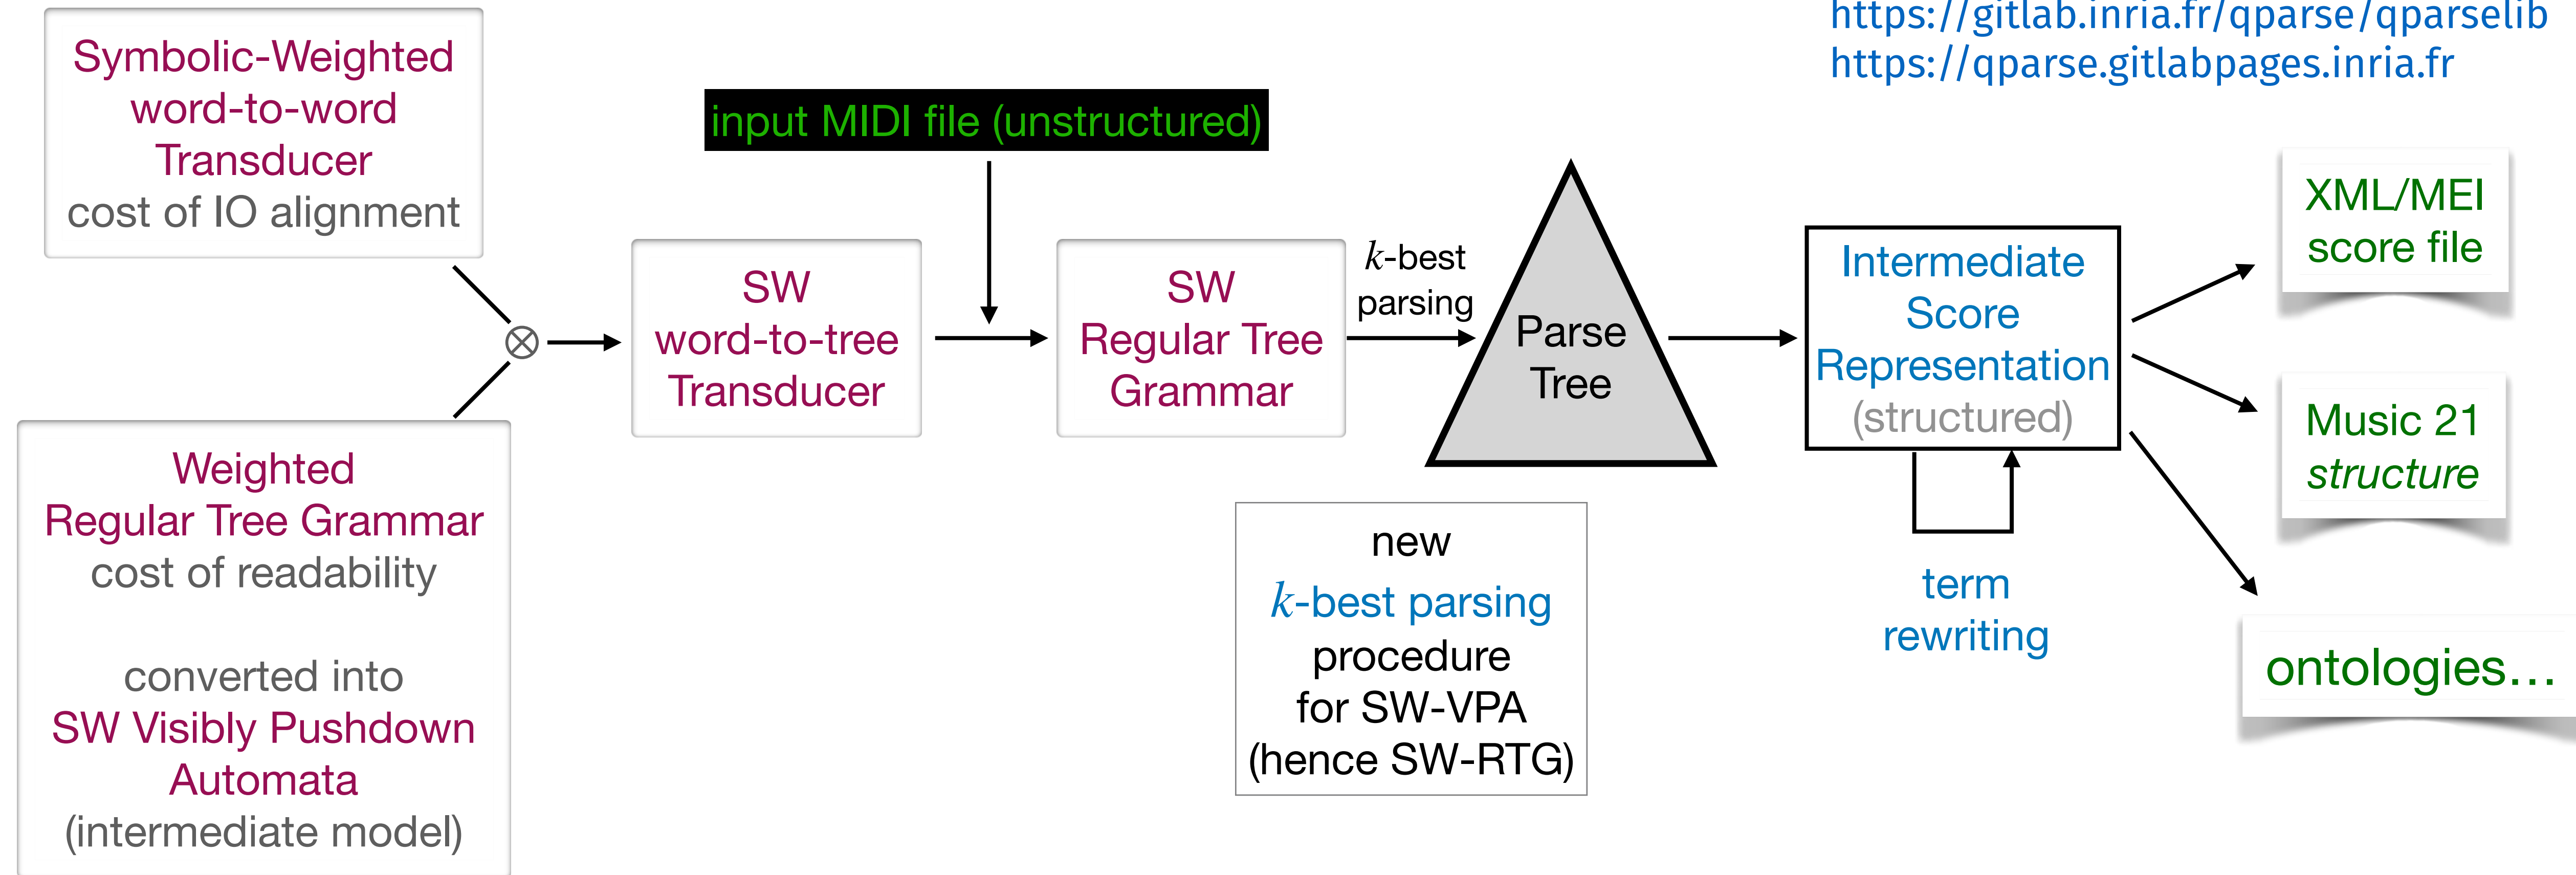 https://gitlab.inria.fr/qparse/qparselib
https://qparse.gitlabpages.inria.fr
Symbolic-Weighted
word-to-word
Transducer
cost of IO alignment
Weighted
Regular Tree Grammar
cost of readability
converted into
SW Visibly Pushdown
Automata
(intermediate model)
⊗
SW
word-to-tree
Transducer
input MIDI file (unstructured)
SW
Regular Tree
Grammar
k-best
parsing
Parse
Tree
new
k-best parsing
procedure
for SW-VPA
(hence SW-RTG)
Intermediate
Score
Representation
(structured)
term
rewriting
XML/MEI
score file
Music 21
structure
ontologies…